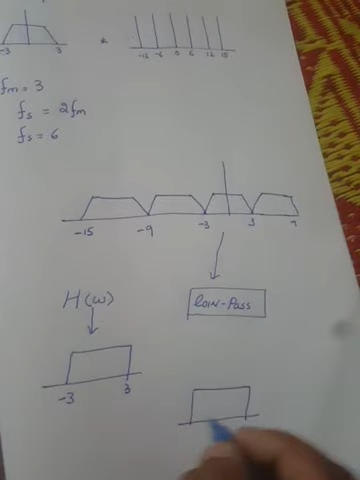 -3 3 * -12 -6 0 6 12 18
fm = 3
fs = 2fm
fs = 6
-15 -9 -3 3 9
H(ω) Low-Pass
-3 3